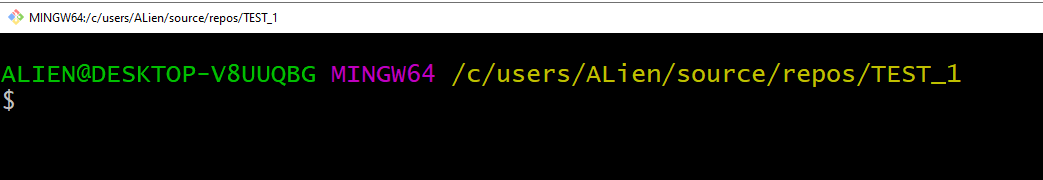 MINGW64:/c/users/ALien/source/repos/TEST_1
ALIEN@DESKTOP-V8UUQBG MINGW64 /c/users/ALien/source/repos/TEST_1
$